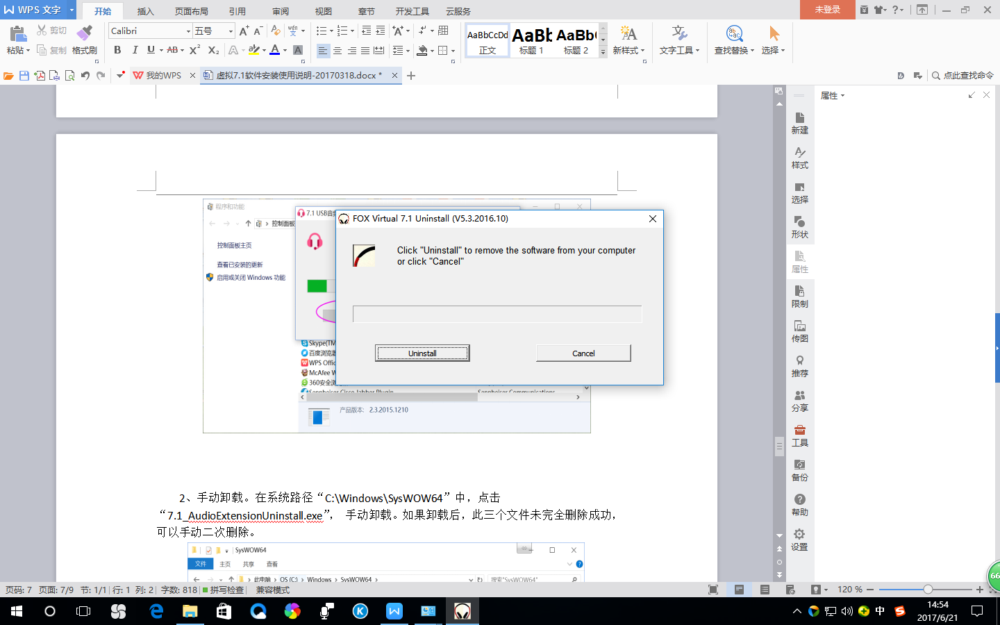 WPS 文字
开始
插入
页面布局
引用
审阅
视图
章节
开发工具
云服务
未登录
粘贴
剪切
复制
格式刷
Calibri
五号
AaBbCcDd
正文
AaBb
标题 1
AaBb
标题 2
新样式
文字工具
查找替换
选择
我的WPS
虚拟7.1软件安装使用说明-20170318.docx *
点此查找命令
属性
新建
样式
选择
形状
属性
限制
传图
推荐
分享
工具
备份
帮助
设置
程序和功能
控制面板
控制面板主页
查看已安装的更新
启用或关闭 Windows 功能
7.1 USB音
FOX Virtual 7.1 Uninstall (V5.3.2016.10)
Click "Uninstall" to remove the software from your computer
or click "Cancel"
Uninstall
Cancel
Skype(TM
百度浏览器
WPS Offic
McAfee W
360安全浏
Sennheiser Cisco Jabber Plugin
Sennheiser Communications
产品版本: 2.3.2015.1210
2、手动卸载。在系统路径“C:\Windows\SysWOW64”中，点击
“7.1_AudioExtensionUninstall.exe”， 手动卸载。如果卸载后，此三个文件未完全删除成功，
可以手动二次删除。
SysWOW64
文件
主页
共享
查看
此电脑 > OS (C:) > Windows > SysWOW64 >
搜索"SysWOW64"
页码: 7
页面: 7/9
节: 1/1
行: 1
列: 2
字数: 818
拼写检查
兼容模式
120 %
66
中
14:54
2017/6/21